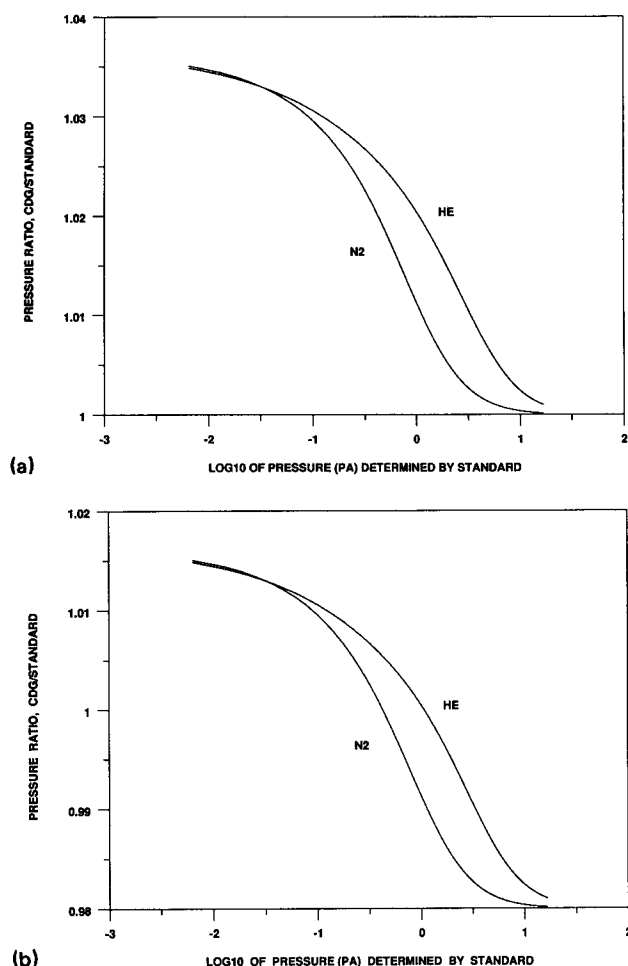 1.04
1.03
1.02
1.01
1
PRESSURE RATIO, CDG/STANDARD
HE
N2
-3
-2
-1
0
1
2
(a)
LOG10 OF PRESSURE (PA) DETERMINED BY STANDARD
1.02
1.01
1
0.99
0.98
PRESSURE RATIO, CDG/STANDARD
HE
N2
-3
-2
-1
0
1
2
(b)
LOG10 OF PRESSURE (PA) DETERMINED BY STANDARD